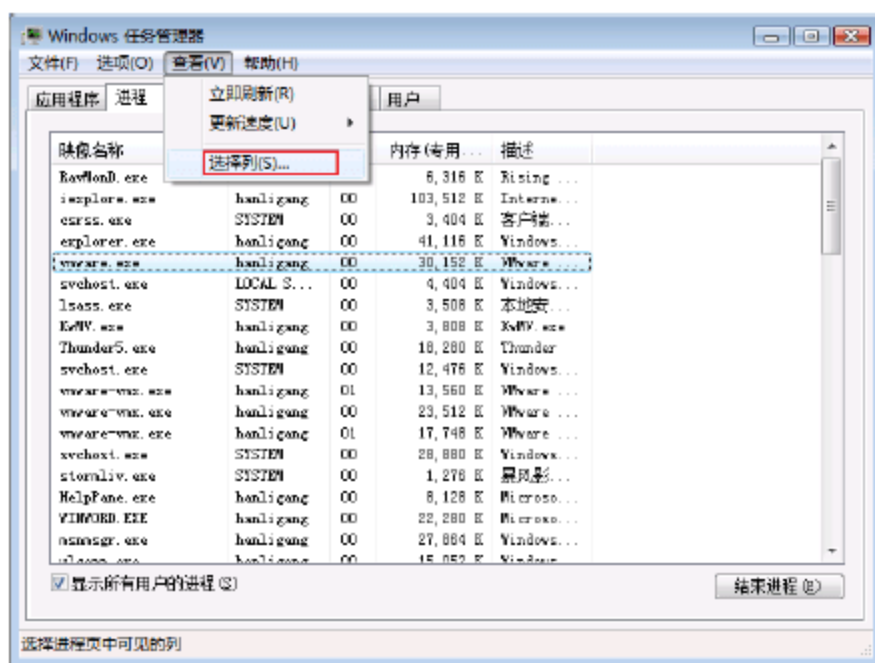 Windows 任务管理器
文件(F) 选项(O) 查看(V) 帮助(H)
应用程序 进程 用户
立即刷新(R)
更新速度(U)
选择列(S)...
映像名称 内存(专用... 描述
RavMonD.exe 6,316 K Rising ...
iexplore.exe hanligang 00 103,512 K Interne...
csrss.exe SYSTEM 00 3,404 K 客户端...
explorer.exe hanligang 00 41,116 K Windows...
vmware.exe hanligang 00 30,152 K VMware ...
svchost.exe LOCAL S... 00 4,404 K Windows...
lsass.exe SYSTEM 00 3,508 K 本地安...
KwMV.exe hanligang 00 3,808 K KwMV.exe
Thunder5.exe hanligang 00 18,280 K Thunder
svchost.exe SYSTEM 00 12,476 K Windows...
vmware-vmx.exe hanligang 01 13,560 K VMware ...
vmware-vmx.exe hanligang 00 23,512 K VMware ...
vmware-vmx.exe hanligang 01 17,748 K VMware ...
svchost.exe SYSTEM 00 28,880 K Windows...
stormliv.exe SYSTEM 00 1,276 K 暴风影...
HelpPane.exe hanligang 00 8,128 K Microso...
WINWORD.EXE hanligang 00 22,280 K Microso...
msnmsgr.exe hanligang 00 27,864 K Windows...
hanligang 00 15,052 K Windows
显示所有用户的进程(S) 结束进程(E)
选择进程页中可见的列